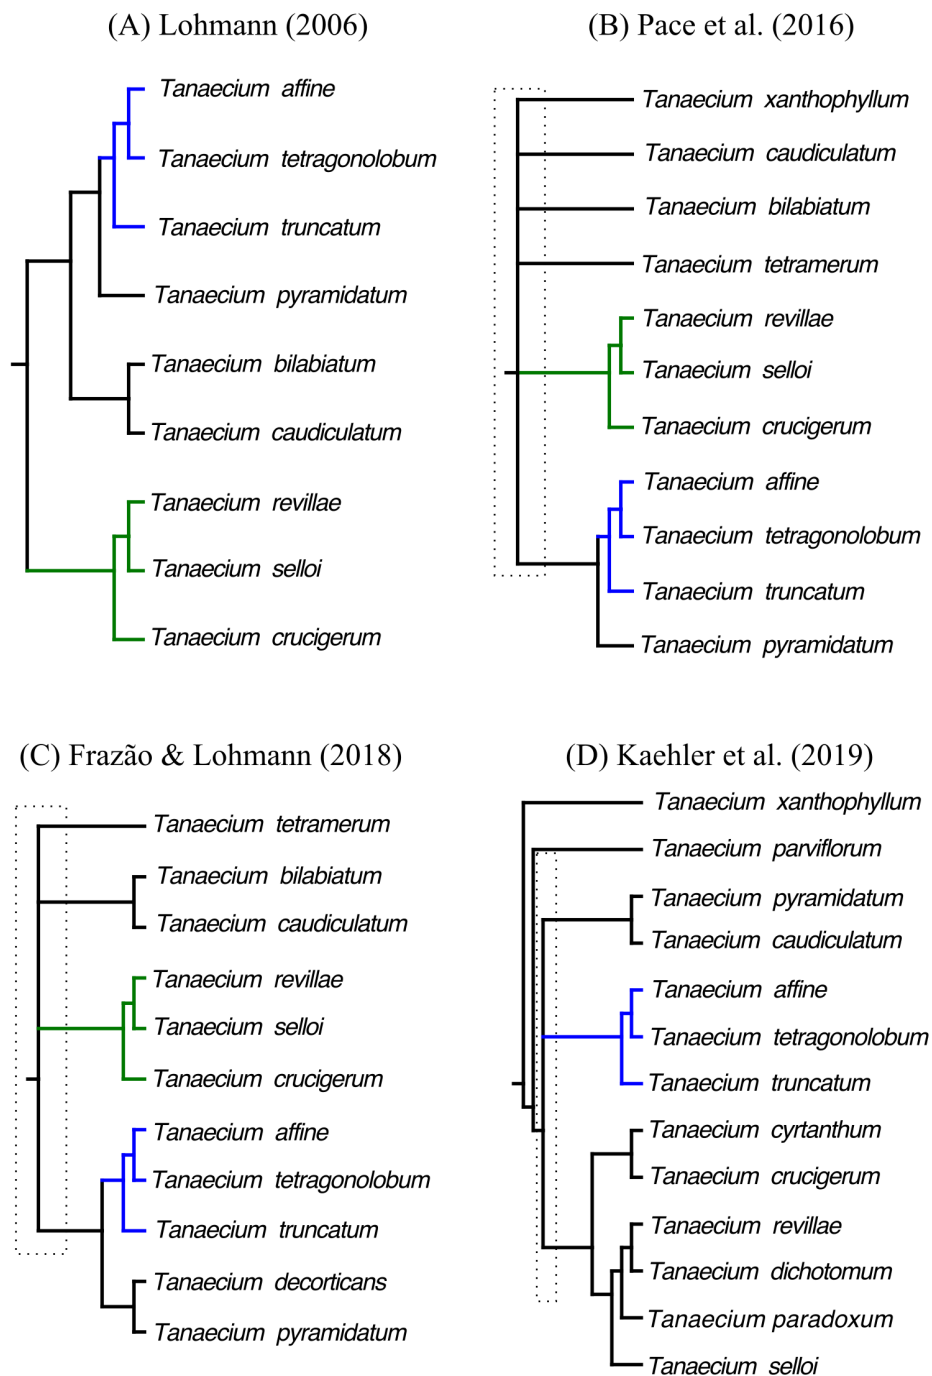 (A) Lohmann (2006)
Tanaecium affine
Tanaecium tetragonolobum
Tanaecium truncatum
Tanaecium pyramidatum
Tanaecium bilabiatum
Tanaecium caudiculatum
Tanaecium revillae
Tanaecium selloi
Tanaecium crucigerum
(B) Pace et al. (2016)
Tanaecium xanthophyllum
Tanaecium caudiculatum
Tanaecium bilabiatum
Tanaecium tetramerum
Tanaecium revillae
Tanaecium selloi
Tanaecium crucigerum
Tanaecium affine
Tanaecium tetragonolobum
Tanaecium truncatum
Tanaecium pyramidatum
(C) Frazão & Lohmann (2018)
Tanaecium tetramerum
Tanaecium bilabiatum
Tanaecium caudiculatum
Tanaecium revillae
Tanaecium selloi
Tanaecium crucigerum
Tanaecium affine
Tanaecium tetragonolobum
Tanaecium truncatum
Tanaecium decorticans
Tanaecium pyramidatum
(D) Kaehler et al. (2019)
Tanaecium xanthophyllum
Tanaecium parviflorum
Tanaecium pyramidatum
Tanaecium caudiculatum
Tanaecium affine
Tanaecium tetragonolobum
Tanaecium truncatum
Tanaecium cyrtanthum
Tanaecium crucigerum
Tanaecium revillae
Tanaecium dichotomum
Tanaecium paradoxum
Tanaecium selloi